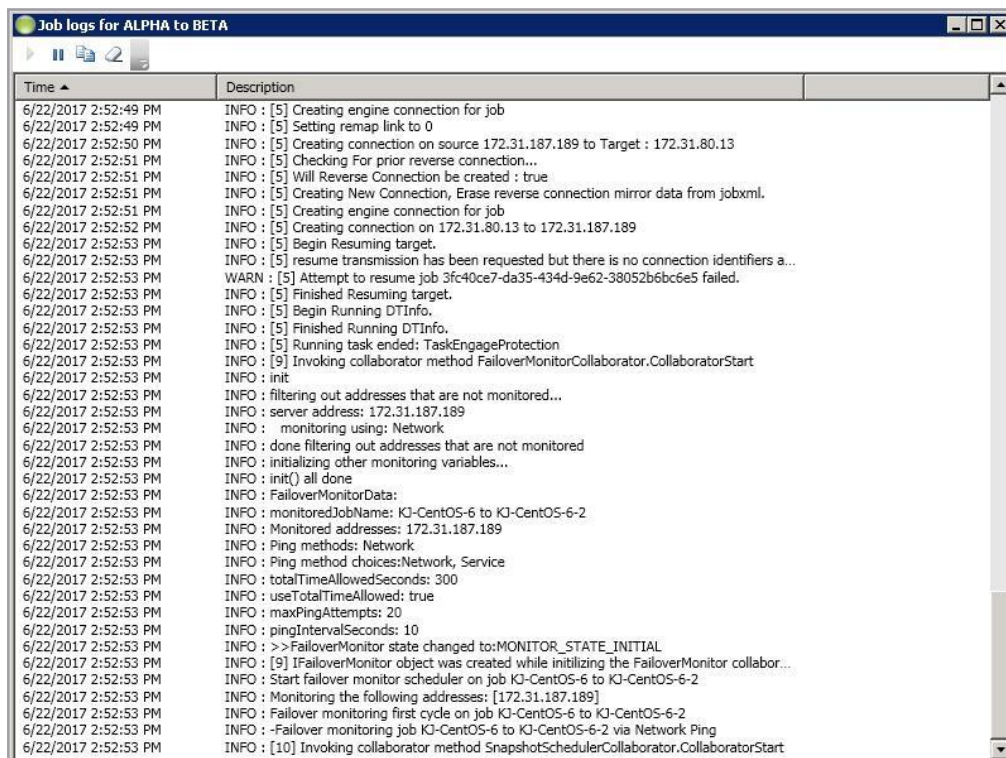 Job logs for ALPHA to BETA
Time Description
6/22/2017 2:52:49 PM INFO : [5] Creating engine connection for job
6/22/2017 2:52:49 PM INFO : [5] Setting remap link to 0
6/22/2017 2:52:50 PM INFO : [5] Creating connection on source 172.31.187.189 to Target : 172.31.80.13
6/22/2017 2:52:51 PM INFO : [5] Checking For prior reverse connection...
6/22/2017 2:52:51 PM INFO : [5] Will Reverse Connection be created : true
6/22/2017 2:52:51 PM INFO : [5] Creating New Connection, Erase reverse connection mirror data from jobxml.
6/22/2017 2:52:51 PM INFO : [5] Creating engine connection for job
6/22/2017 2:52:52 PM INFO : [5] Creating connection on 172.31.80.13 to 172.31.187.189
6/22/2017 2:52:53 PM INFO : [5] Begin Resuming target.
6/22/2017 2:52:53 PM INFO : [5] resume transmission has been requested but there is no connection identifiers a...
6/22/2017 2:52:53 PM WARN : [5] Attempt to resume job 3fc40ce7-da35-434d-9e62-38052b6bc6e5 failed.
6/22/2017 2:52:53 PM INFO : [5] Finished Resuming target.
6/22/2017 2:52:53 PM INFO : [5] Begin Running DTInfo.
6/22/2017 2:52:53 PM INFO : [5] Finished Running DTInfo.
6/22/2017 2:52:53 PM INFO : [5] Running task ended: TaskEngageProtection
6/22/2017 2:52:53 PM INFO : [9] Invoking collaborator method FailoverMonitorCollaborator.CollaboratorStart
6/22/2017 2:52:53 PM INFO : init
6/22/2017 2:52:53 PM INFO : filtering out addresses that are not monitored...
6/22/2017 2:52:53 PM INFO : server address: 172.31.187.189
6/22/2017 2:52:53 PM INFO : monitoring using: Network
6/22/2017 2:52:53 PM INFO : done filtering out addresses that are not monitored
6/22/2017 2:52:53 PM INFO : initializing other monitoring variables...
6/22/2017 2:52:53 PM INFO : init() all done
6/22/2017 2:52:53 PM INFO : FailoverMonitorData:
6/22/2017 2:52:53 PM INFO : monitoredJobName: KJ-CentOS-6 to KJ-CentOS-6-2
6/22/2017 2:52:53 PM INFO : Monitored addresses: 172.31.187.189
6/22/2017 2:52:53 PM INFO : Ping methods: Network
6/22/2017 2:52:53 PM INFO : Ping method choices:Network, Service
6/22/2017 2:52:53 PM INFO : totalTimeAllowedSeconds: 300
6/22/2017 2:52:53 PM INFO : useTotalTimeAllowed: true
6/22/2017 2:52:53 PM INFO : maxPingAttempts: 20
6/22/2017 2:52:53 PM INFO : pingIntervalSeconds: 10
6/22/2017 2:52:53 PM INFO : >>FailoverMonitor state changed to:MONITOR_STATE_INITIAL
6/22/2017 2:52:53 PM INFO : [9] IFailoverMonitor object was created while initilizing the FailoverMonitor collabor...
6/22/2017 2:52:53 PM INFO : Start failover monitor scheduler on job KJ-CentOS-6 to KJ-CentOS-6-2
6/22/2017 2:52:53 PM INFO : Monitoring the following addresses: [172.31.187.189]
6/22/2017 2:52:53 PM INFO : Failover monitoring first cycle on job KJ-CentOS-6 to KJ-CentOS-6-2
6/22/2017 2:52:53 PM INFO : -Failover monitoring job KJ-CentOS-6 to KJ-CentOS-6-2 via Network Ping
6/22/2017 2:52:53 PM INFO : [10] Invoking collaborator method SnapshotSchedulerCollaborator.CollaboratorStart